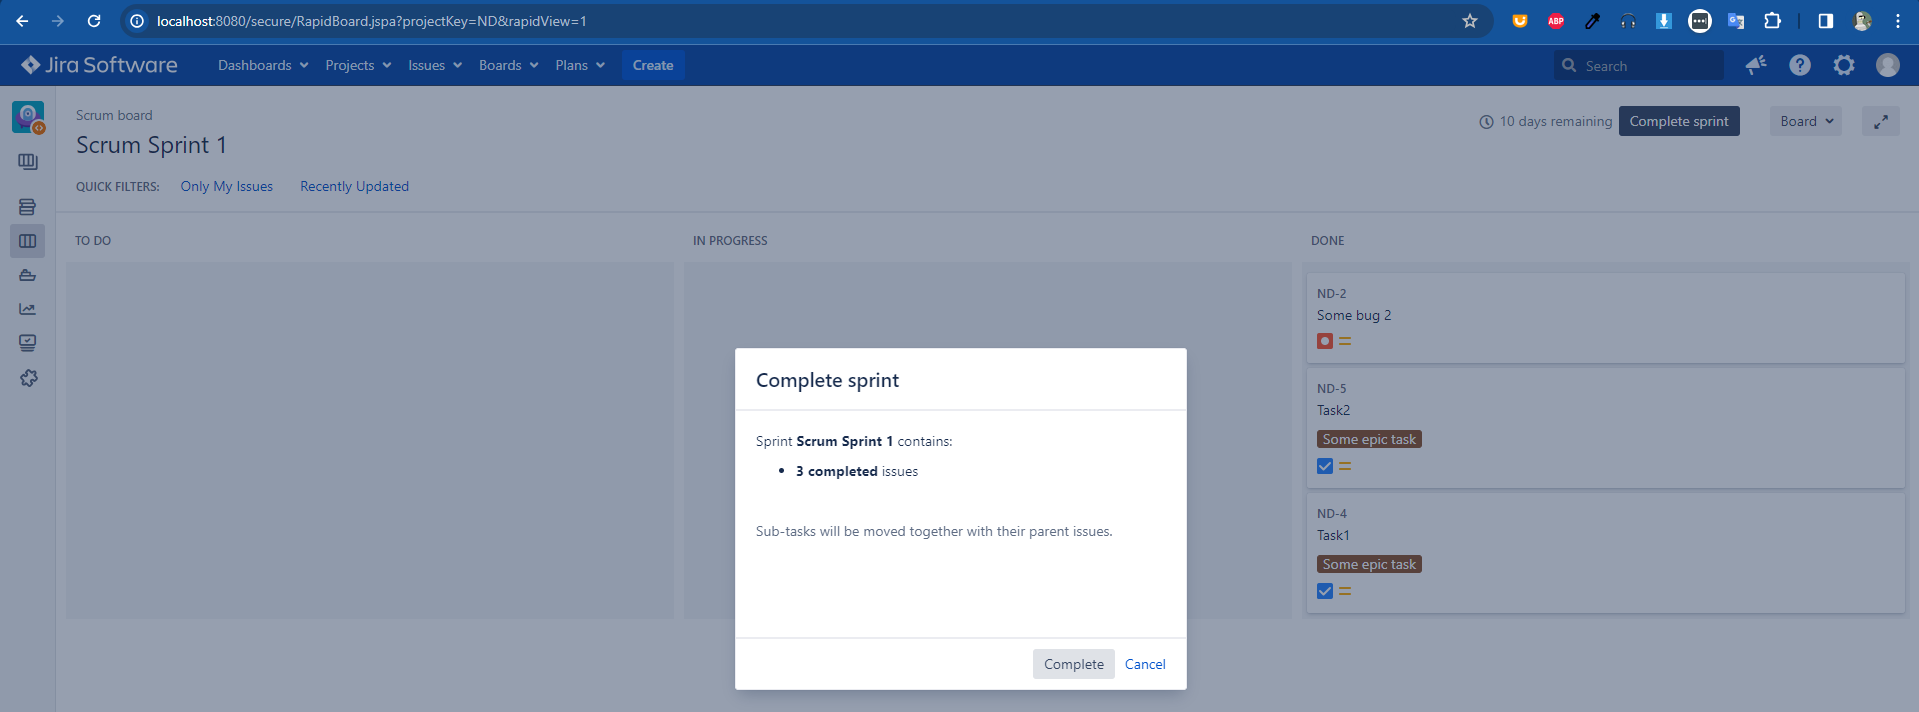 localhost:8080/secure/RapidBoard.jspa?projectKey=ND&rapidView=1
ABP
Jira Software
Dashboards
Projects
Issues
Boards
Plans
Create
Search
Scrum board
Scrum Sprint 1
10 days remaining
Complete sprint
Board
QUICK FILTERS:
Only My Issues
Recently Updated
TO DO
IN PROGRESS
DONE
ND-2
Some bug 2
ND-5
Task2
Some epic task
ND-4
Task1
Some epic task
Complete sprint
Sprint Scrum Sprint 1 contains:
• 3 completed issues
Sub-tasks will be moved together with their parent issues.
Complete
Cancel